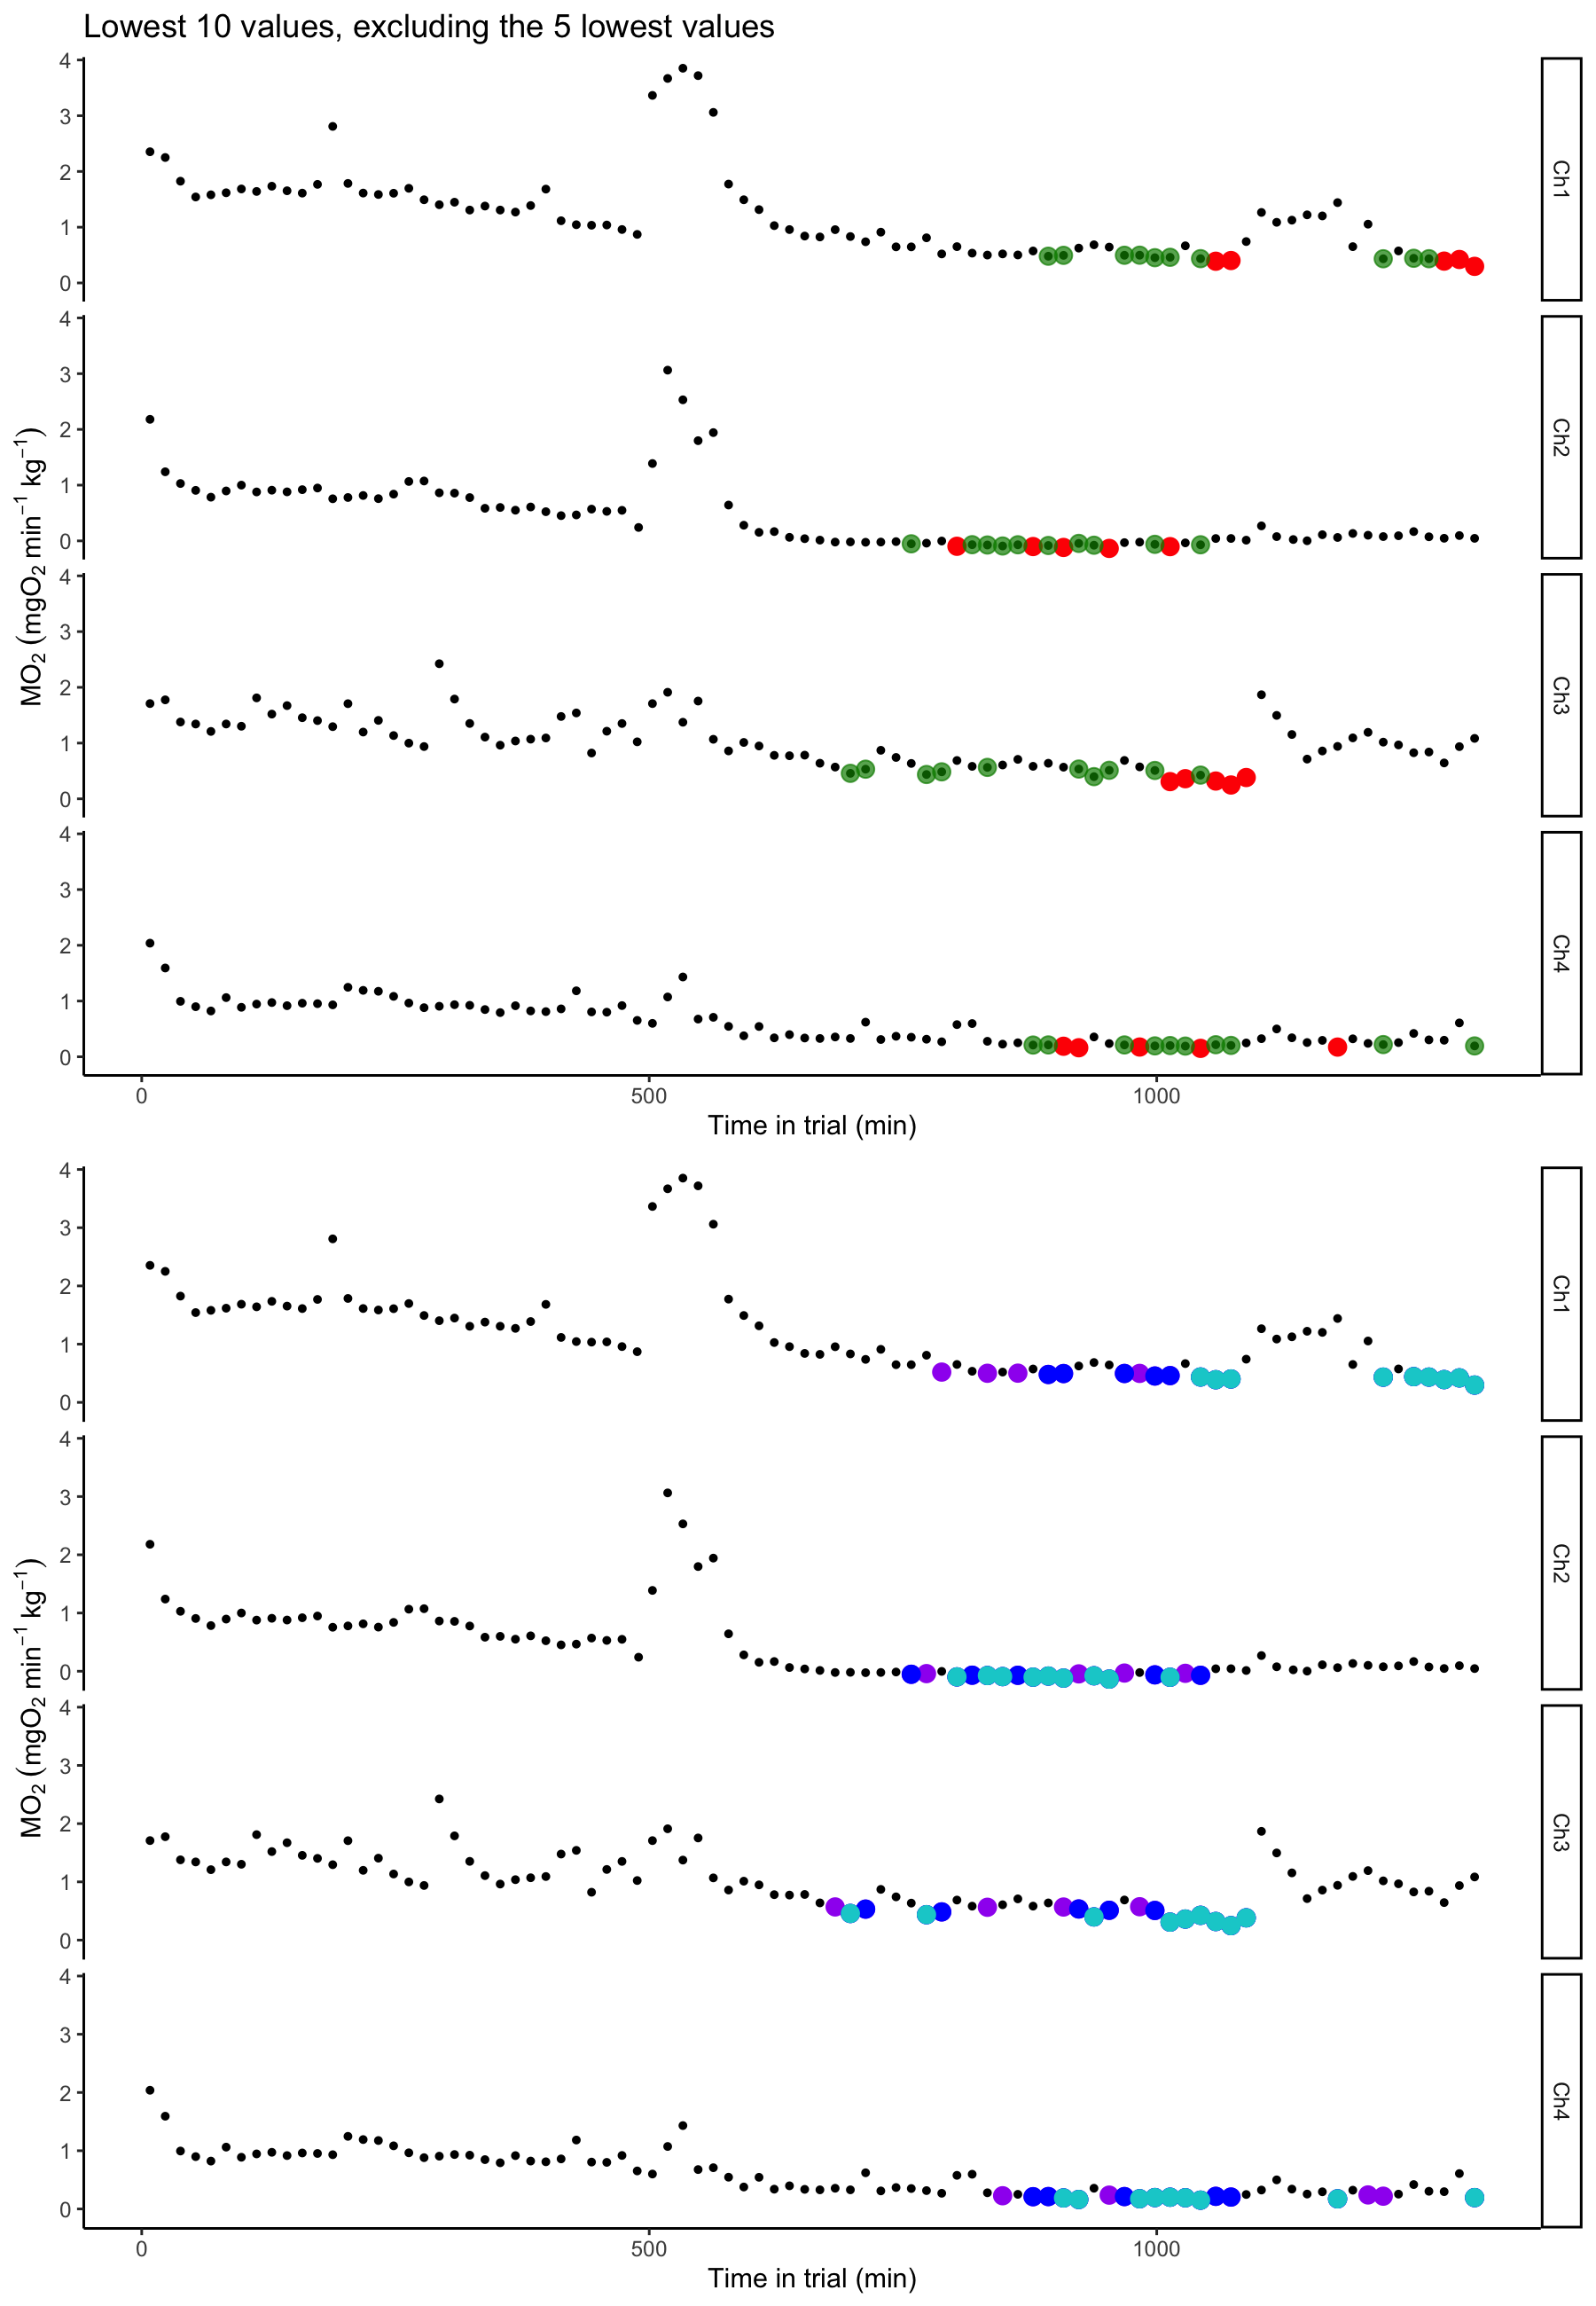 Lowest 10 values, excluding the 5 lowest values
4
3
2
1
0
Ch1
4
3
2
1
0
Ch2
4
3
2
1
0
Ch3
4
3
2
1
0
Ch4
MO₂ (mgO₂ min⁻¹ kg⁻¹)
0 500 1000
Time in trial (min)
4
3
2
1
0
Ch1
4
3
2
1
0
Ch2
4
3
2
1
0
Ch3
4
3
2
1
0
Ch4
MO₂ (mgO₂ min⁻¹ kg⁻¹)
0 500 1000
Time in trial (min)